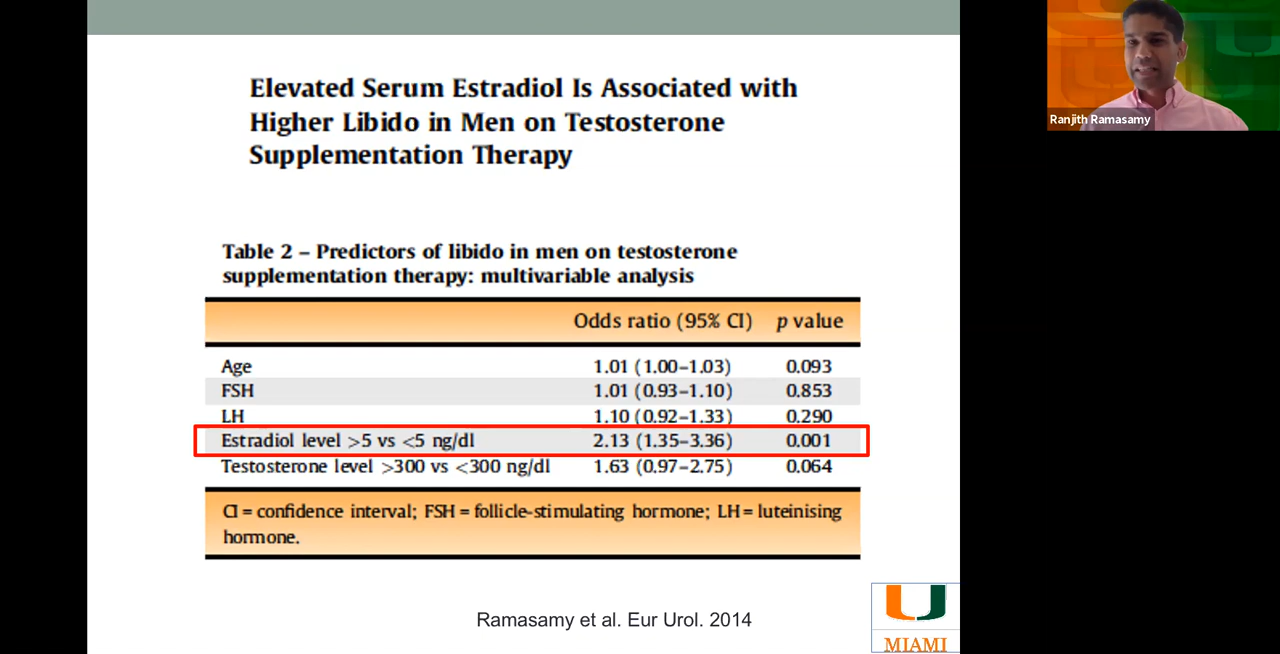 Elevated Serum Estradiol Is Associated with
Higher Libido in Men on Testosterone
Supplementation Therapy
Table 2 – Predictors of libido in men on testosterone
supplementation therapy: multivariable analysis
Odds ratio (95% CI) p value
Age 1.01 (1.00–1.03) 0.093
FSH 1.01 (0.93–1.10) 0.853
LH 1.10 (0.92–1.33) 0.290
Estradiol level >5 vs <5 ng/dl 2.13 (1.35–3.36) 0.001
Testosterone level >300 vs <300 ng/dl 1.63 (0.97–2.75) 0.064
CI = confidence interval; FSH = follicle-stimulating hormone; LH = luteinising
hormone.
Ramasamy et al. Eur Urol. 2014
MIAMI
Ranjith Ramasamy